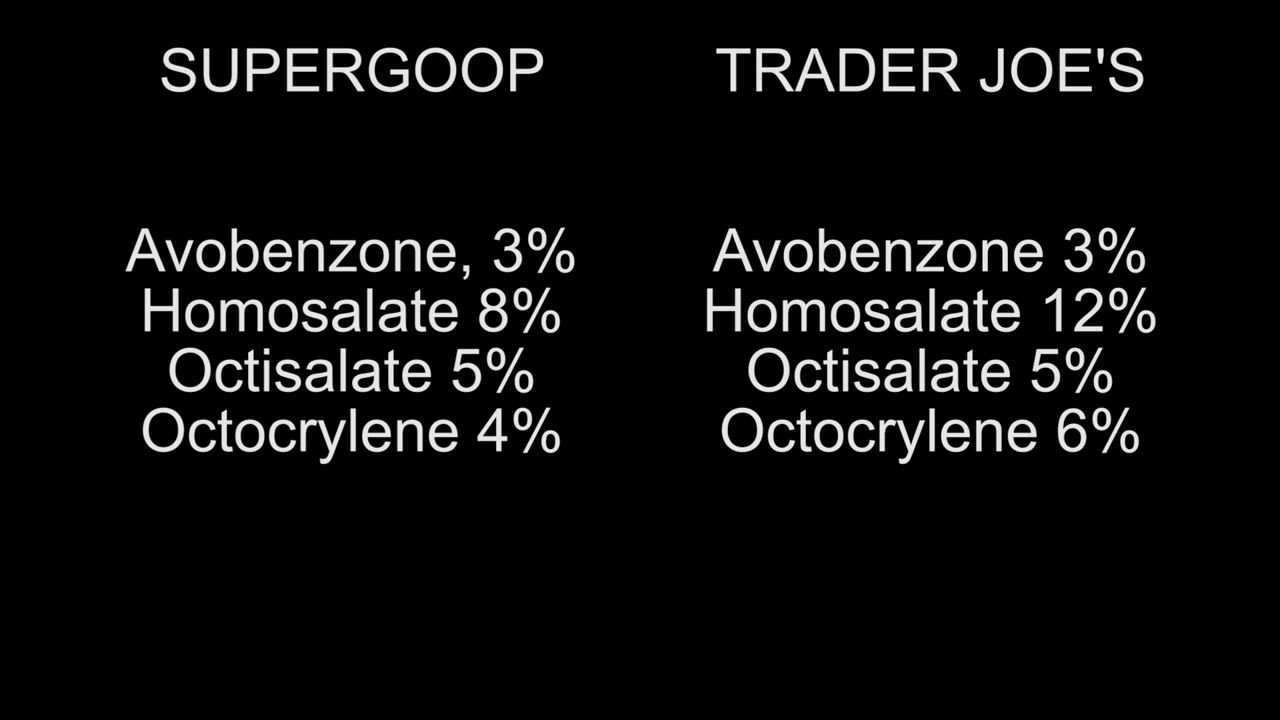 SUPERGOOP
Avobenzone, 3%
Homosalate 8%
Octisalate 5%
Octocrylene 4%
TRADER JOE'S
Avobenzone 3%
Homosalate 12%
Octisalate 5%
Octocrylene 6%